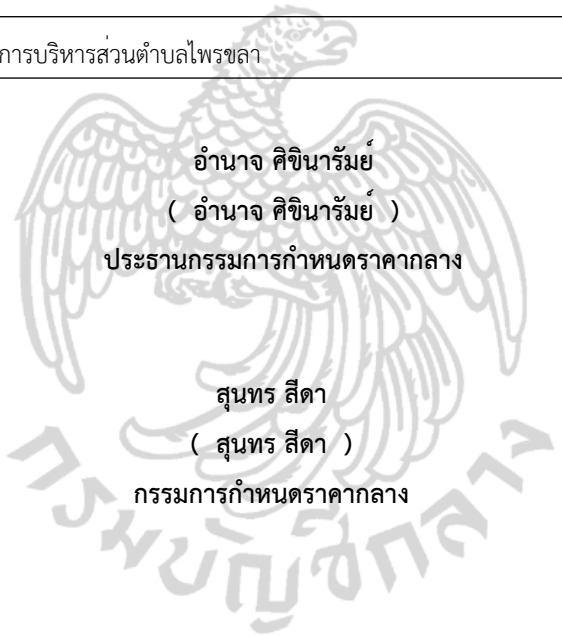 การบริหารส่วนตำบลไพรขลา
อำนาจ ศิขินารัมย์
( อำนาจ ศิขินารัมย์ )
ประธานกรรมการกำหนดราคากลาง
สุนทร สีดา
( สุนทร สีดา )
กรรมการกำหนดราคากลาง
กรมบัญชีกลาง